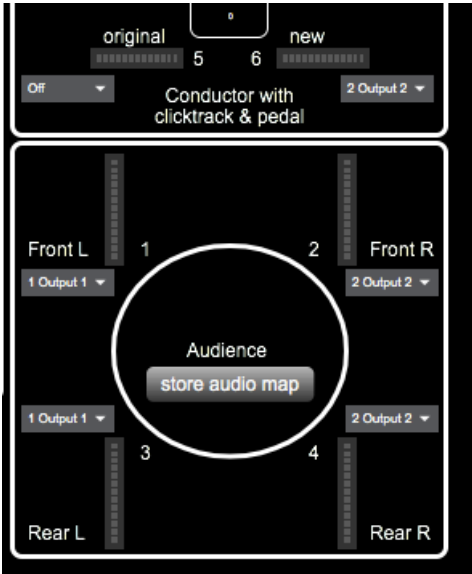 0
original
new
5
6
Off
2 Output 2
Conductor with
clicktrack & pedal
Front L
1
2
Front R
1 Output 1
2 Output 2
Audience
store audio map
1 Output 1
2 Output 2
3
4
Rear L
Rear R